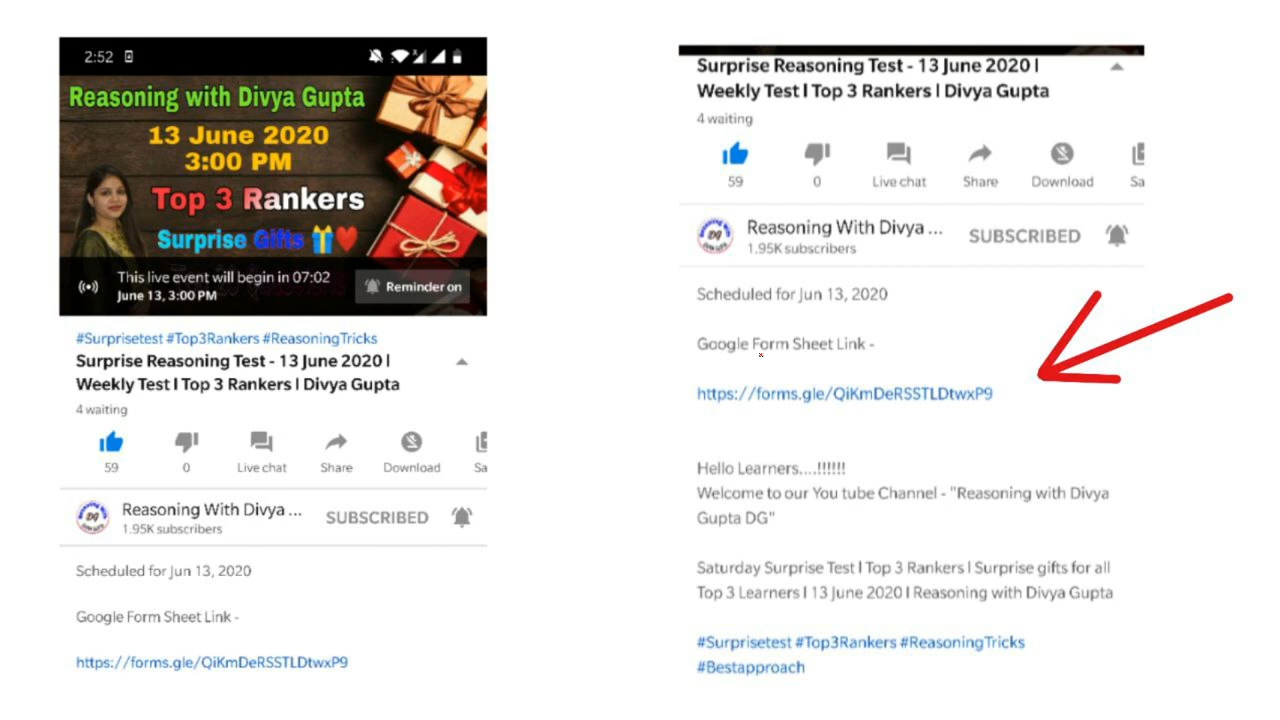 2:52
Reasoning with Divya Gupta
13 June 2020
3:00 PM
Top 3 Rankers
Surprise Gifts
This live event will begin in 07:02
June 13, 3:00 PM
Reminder on
#Surprisetest #Top3Rankers #ReasoningTricks
Surprise Reasoning Test - 13 June 2020 l
Weekly Test l Top 3 Rankers l Divya Gupta
4 waiting
59 0 Live chat Share Download Sa
Reasoning With Divya ...
1.95K subscribers
SUBSCRIBED
Scheduled for Jun 13, 2020
Google Form Sheet Link -
https://forms.gle/QiKmDeRSSTLDtwxP9
Surprise Reasoning Test - 13 June 2020 l
Weekly Test l Top 3 Rankers l Divya Gupta
4 waiting
59 0 Live chat Share Download Sa
Reasoning With Divya ...
1.95K subscribers
SUBSCRIBED
Scheduled for Jun 13, 2020
Google Form Sheet Link -
https://forms.gle/QiKmDeRSSTLDtwxP9
Hello Learners....!!!!!!
Welcome to our You tube Channel - "Reasoning with Divya
Gupta DG"
Saturday Surprise Test l Top 3 Rankers l Surprise gifts for all
Top 3 Learners l 13 June 2020 l Reasoning with Divya Gupta
#Surprisetest #Top3Rankers #ReasoningTricks
#Bestapproach